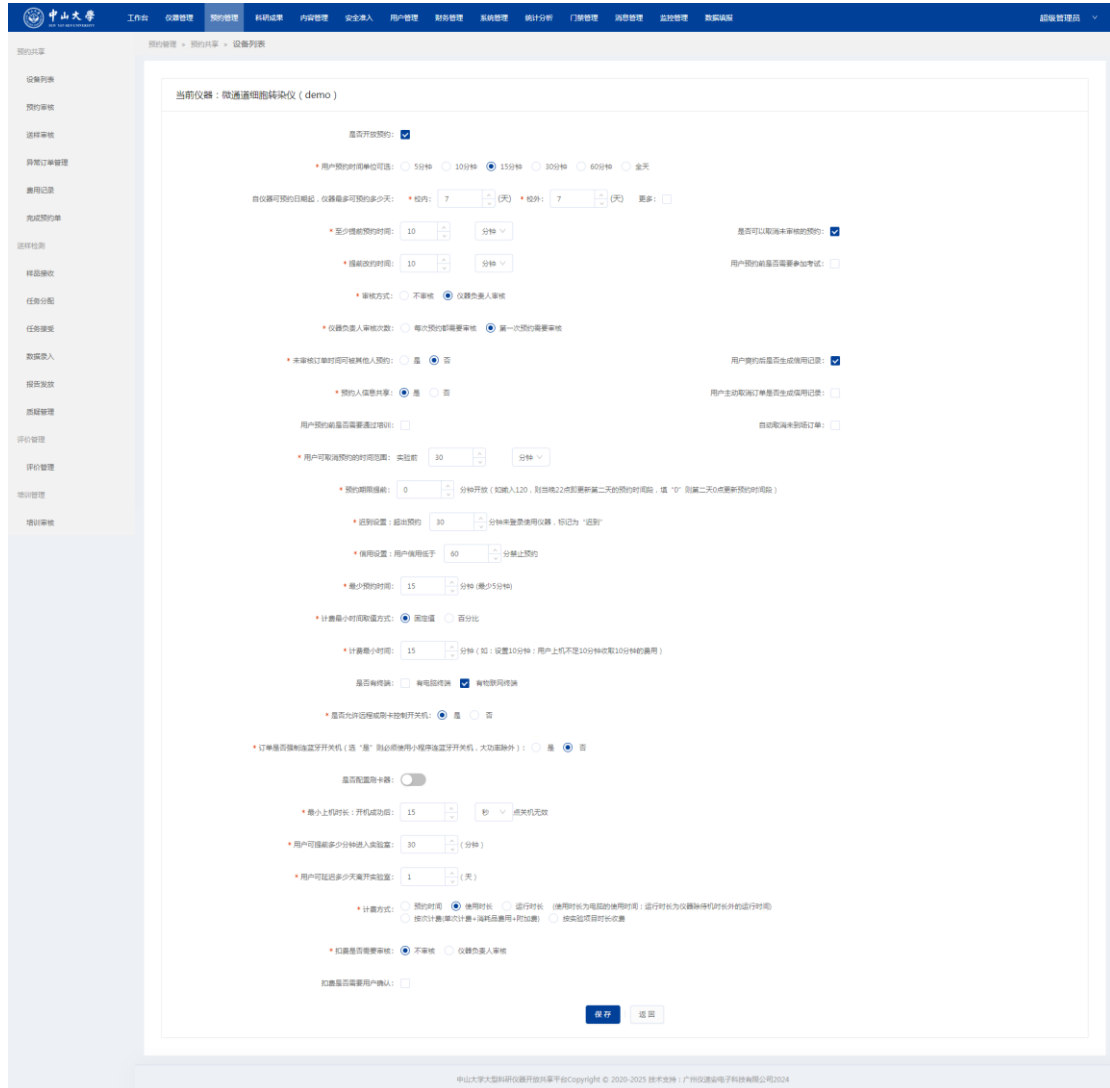 中山大學 工作台 仪器管理 预约管理 科研成果 内容管理 安全准入 用户管理 财务管理 系统管理 统计分析 门禁管理 消息管理 监控管理 数据填报 超级管理员
预约管理 > 预约共享 > 设备列表
预约共享
设备列表
预约审核
送样审核
异常订单管理
费用记录
完成预约单
送样检测
样品接收
任务分配
任务接受
数据录入
报告发放
质疑管理
评价管理
评价管理
培训管理
培训审核
当前仪器：微通道细胞转染仪（demo）
是否开放预约:
* 用户预约时间单位可选: 5分钟 10分钟 15分钟 30分钟 60分钟 全天
自仪器可预约日期起，仪器最多可预约多少天: * 校内: 7 (天) * 校外: 7 (天) 更多:
* 至少提前预约时间: 10 分钟 是否可以取消未审核的预约:
* 提前改约时间: 10 分钟 用户预约前是否需要参加考试:
* 审核方式: 不审核 仪器负责人审核
* 仪器负责人审核次数: 每次预约都需要审核 第一次预约需要审核
* 未审核订单时间可被其他人预约: 是 否 用户爽约后是否生成信用记录:
* 预约人信息共享: 是 否 用户主动取消订单是否生成信用记录:
用户预约前是否需要通过培训: 自动取消未到场订单:
* 用户可取消预约的时间范围: 实验前 30 分钟
* 预约期限提前: 0 分钟开放（如输入120，则当晚22点即更新第二天的预约时间段，填“0”则第二天0点更新预约时间段）
* 迟到设置：超出预约 30 分钟未登录使用仪器，标记为“迟到”
* 信用设置：用户信用低于 60 分禁止预约
* 最少预约时间: 15 分钟 (最少5分钟)
* 计费最小时间取值方式: 固定值 百分比
* 计费最小时间: 15 分钟（如：设置10分钟；用户上机不足10分钟收取10分钟的费用）
是否有终端: 有电脑终端 有物联网终端
* 是否允许远程或刷卡控制开关机: 是 否
* 订单是否强制连蓝牙开关机（选“是”则必须使用小程序连蓝牙开关机，大功率除外）: 是 否
是否配置刷卡器:
* 最小上机时长：开机成功后: 15 秒 点关机无效
* 用户可提前多少分钟进入实验室: 30 （分钟）
* 用户可延迟多少天离开实验室: 1 （天）
* 计费方式: 预约时间 使用时长 运行时长 (使用时长为电脑的使用时间；运行时长为仪器除待机时长外的运行时间)
按次计费(单次计费+消耗品费用+附加费) 按实验项目时长收费
* 扣费是否需要审核: 不审核 仪器负责人审核
扣费是否需要用户确认:
保存 返回
中山大学大型科研仪器开放共享平台Copyright © 2020-2025 技术支持：广州仪速安电子科技有限公司2024